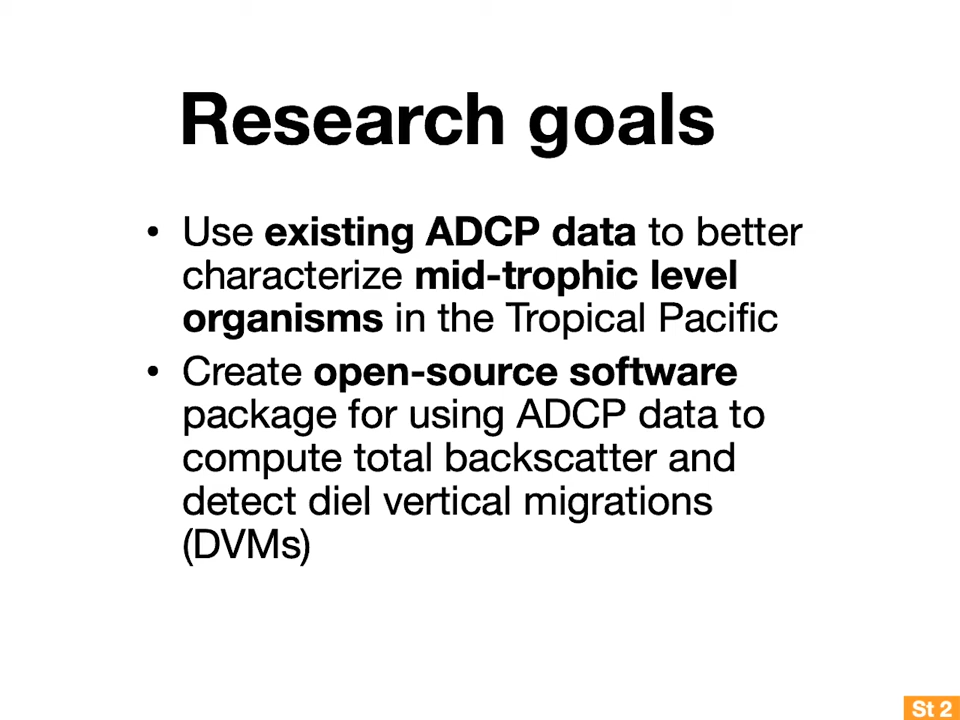 Research goals
• Use existing ADCP data to better
characterize mid-trophic level
organisms in the Tropical Pacific
• Create open-source software
package for using ADCP data to
compute total backscatter and
detect diel vertical migrations
(DVMs)
St 2